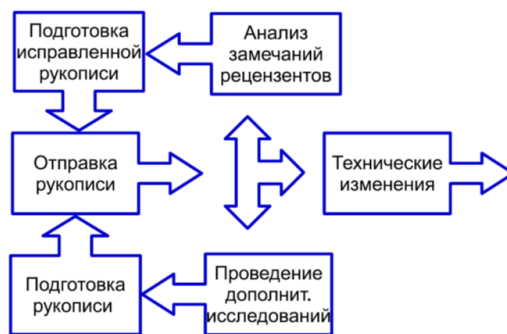 Подготовка
исправленной
рукописи
Анализ
замечаний
рецензентов
Отправка
рукописи
Технические
изменения
Подготовка
рукописи
Проведение
дополнит.
исследований